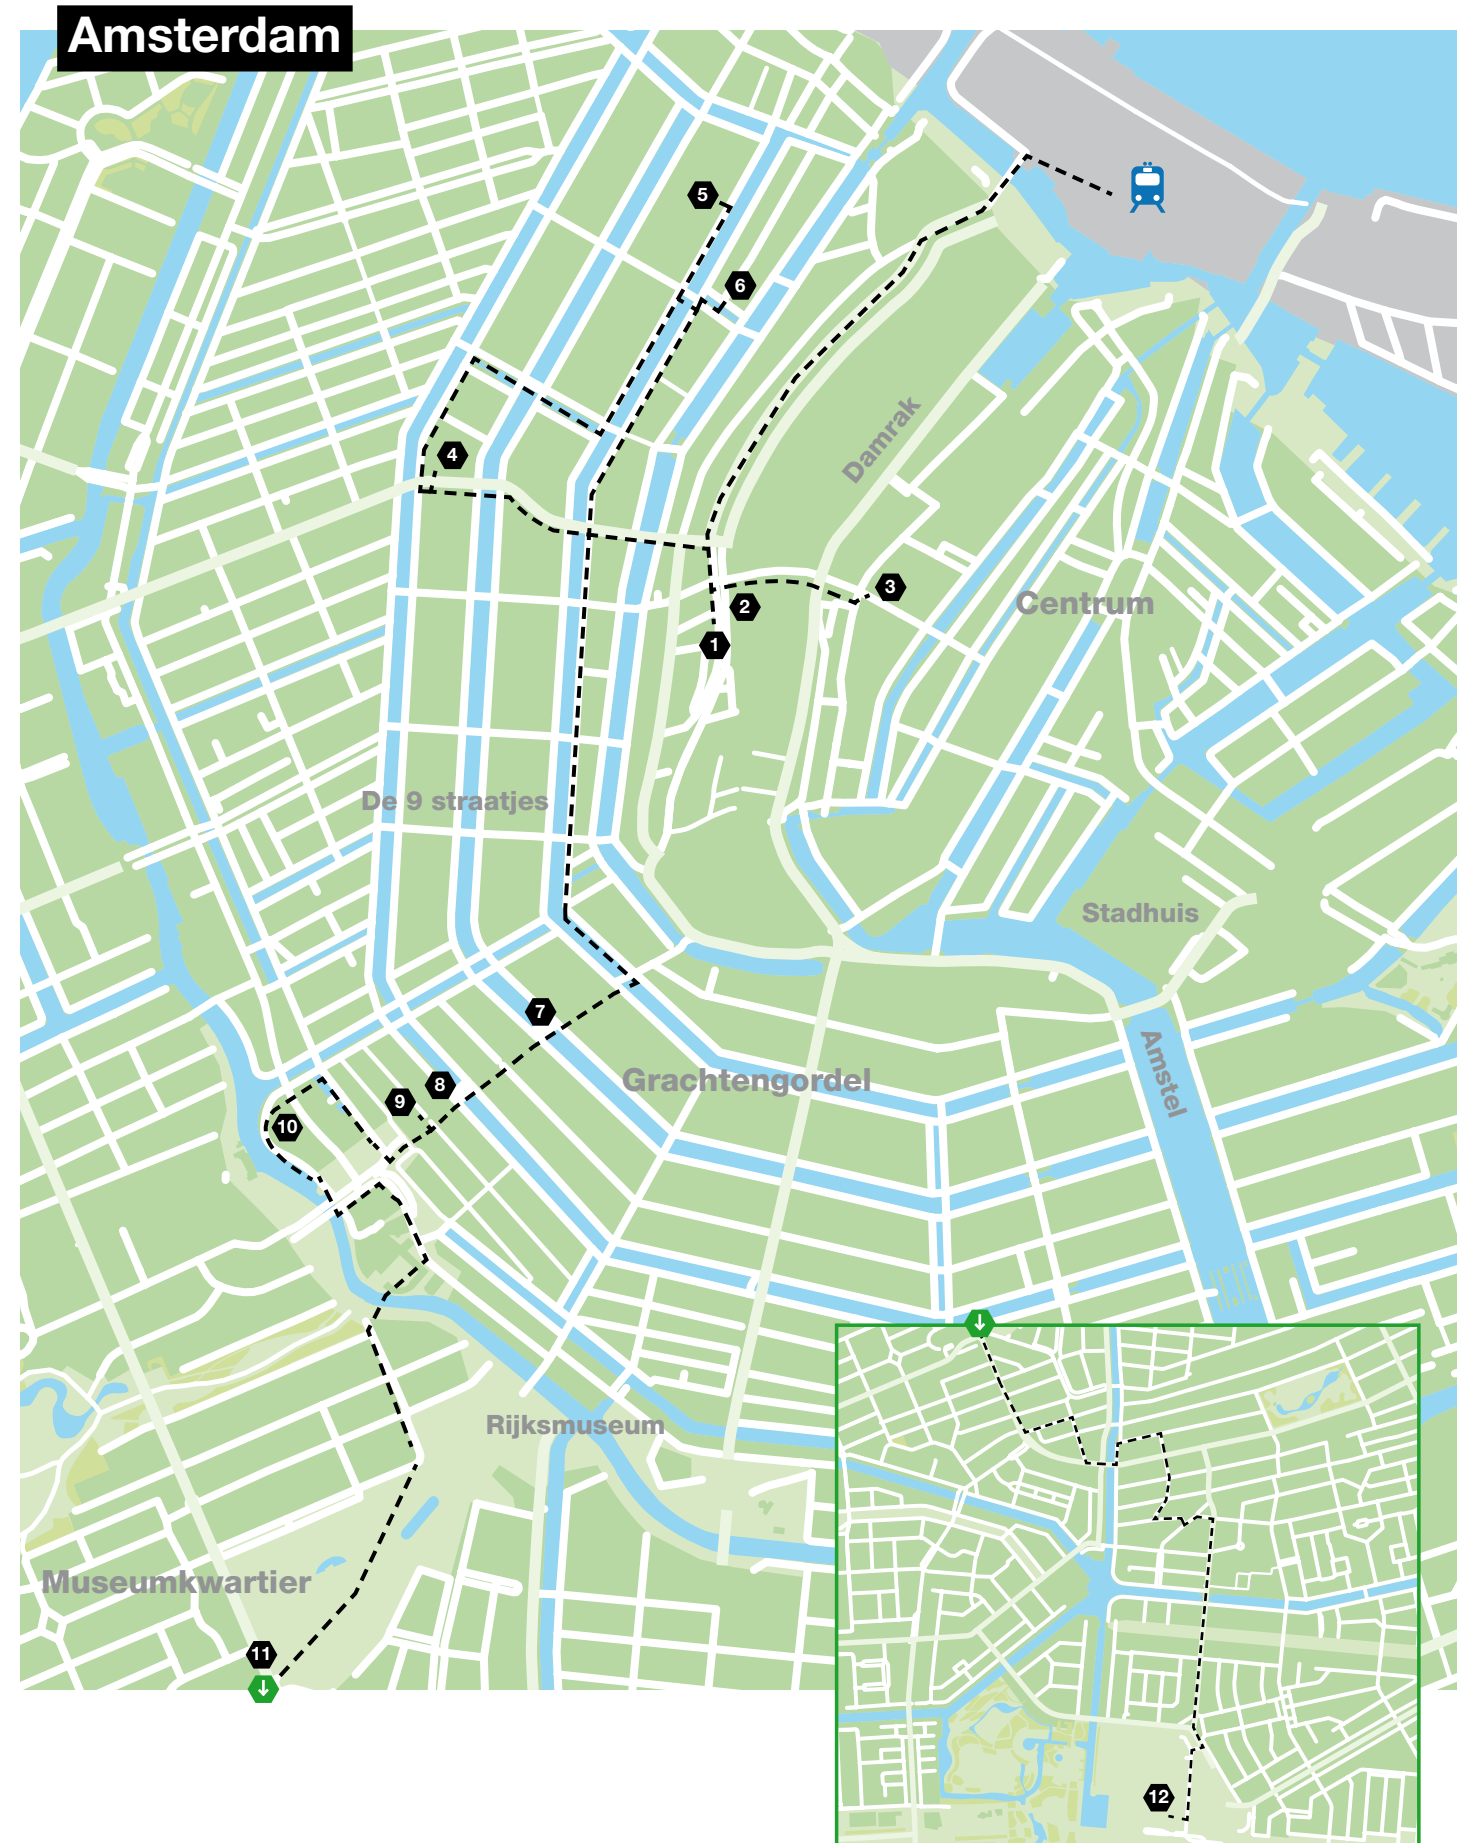 Amsterdam
5
6
Damrak
4
3
Centrum
2
1
De 9 straatjes
Stadhuis
7
Amstel
Grachtengordel
8
9
10
Rijksmuseum
Museumkwartier
11
12